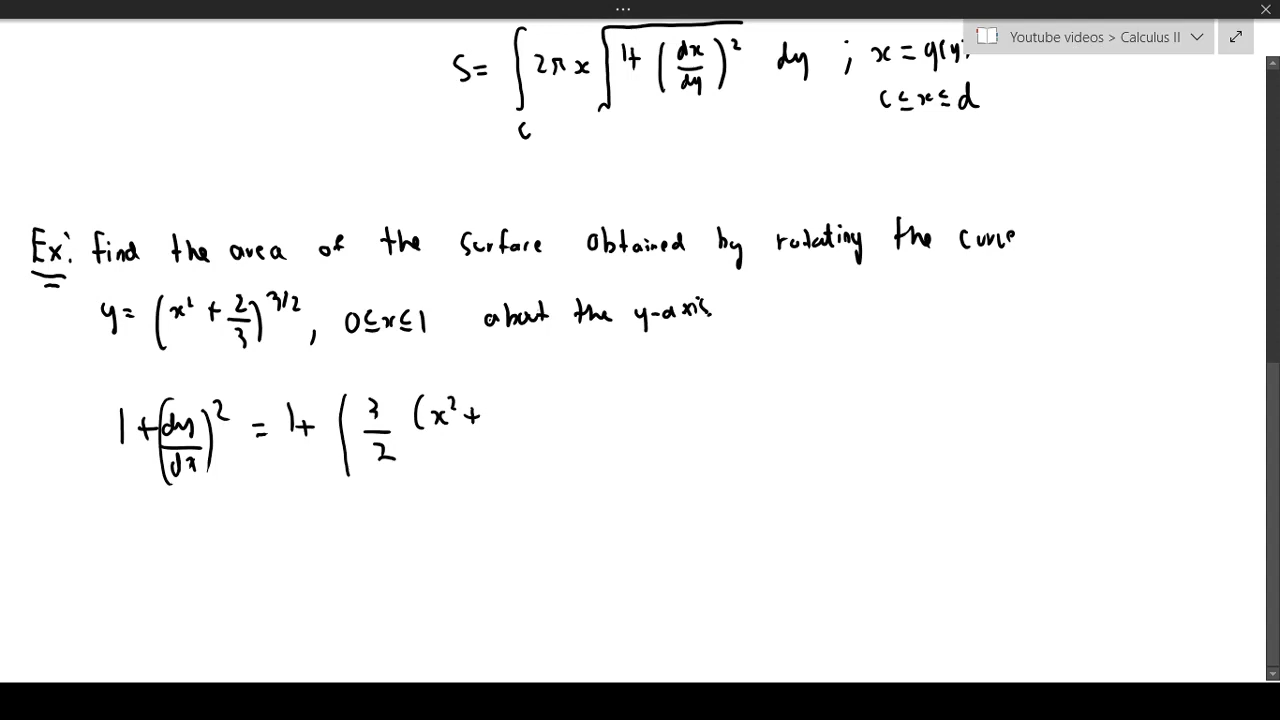 ...
Youtube videos > Calculus II
S = ∫_c 2π x √(1 + (dx/dy)^2) dy ; x = g(y)
c ≤ x ≤ d
Ex: find the area of the surface obtained by rotating the curve
y = (x² + 2/3)^{3/2}, 0 ≤ x ≤ 1 about the y-axis
1 + (dy/dx)^2 = 1 + ( 3/2 (x² +